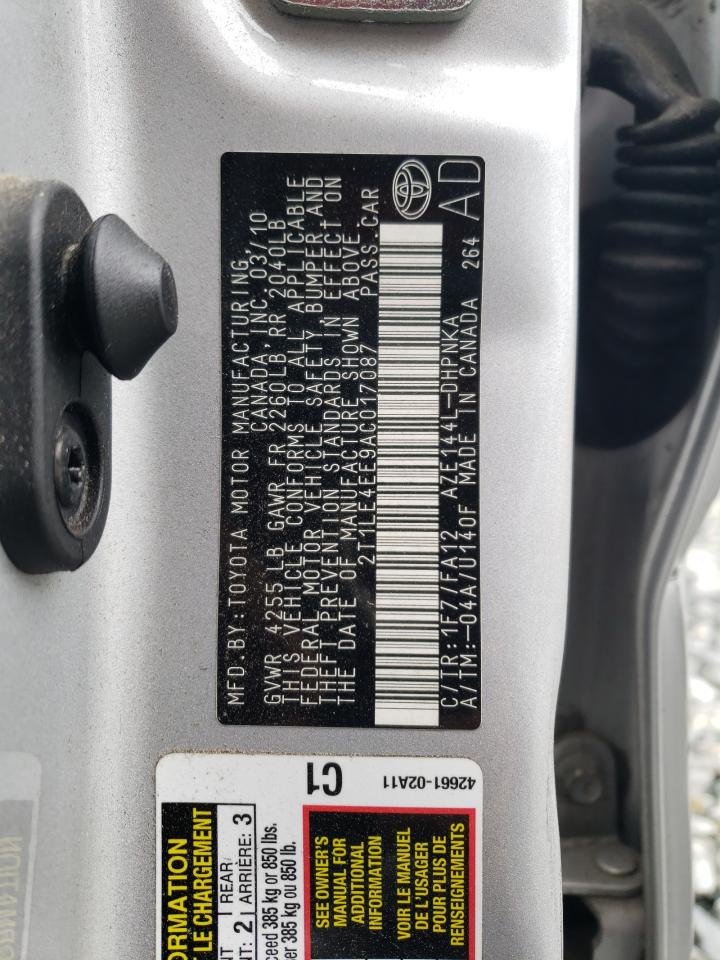 MFD BY:TOYOTA MOTOR MANUFACTURING,
CANADA INC. 03/10
GVWR 4255 LB GAWR FR 2260LB RR 2040LB
THIS VEHICLE CONFORMS TO ALL APPLICABLE
FEDERAL MOTOR VEHICLE SAFETY, BUMPER,AND
THEFT PREVENTION STANDARDS IN EFFECT ON
THE DATE OF MANUFACTURE SHOWN ABOVE.
2T1LE4EE9AC017087 PASS.CAR
C/TR:1F7/FA12 AZE144L-DHPNKA
A/TM:-04A/U140F MADE IN CANADA 264
AD
C1
42661-02A11
ORMATION
LE CHARGEMENT
NT 2 REAR 3
NT: 2 ARRIÈRE: 3
ceed 385 kg or 850 lbs.
er 385 kg ou 850 lb.
SEE OWNER'S
MANUAL FOR
ADDITIONAL
INFORMATION
VOIR LE MANUEL
DE L'USAGER
POUR PLUS DE
RENSEIGNEMENTS